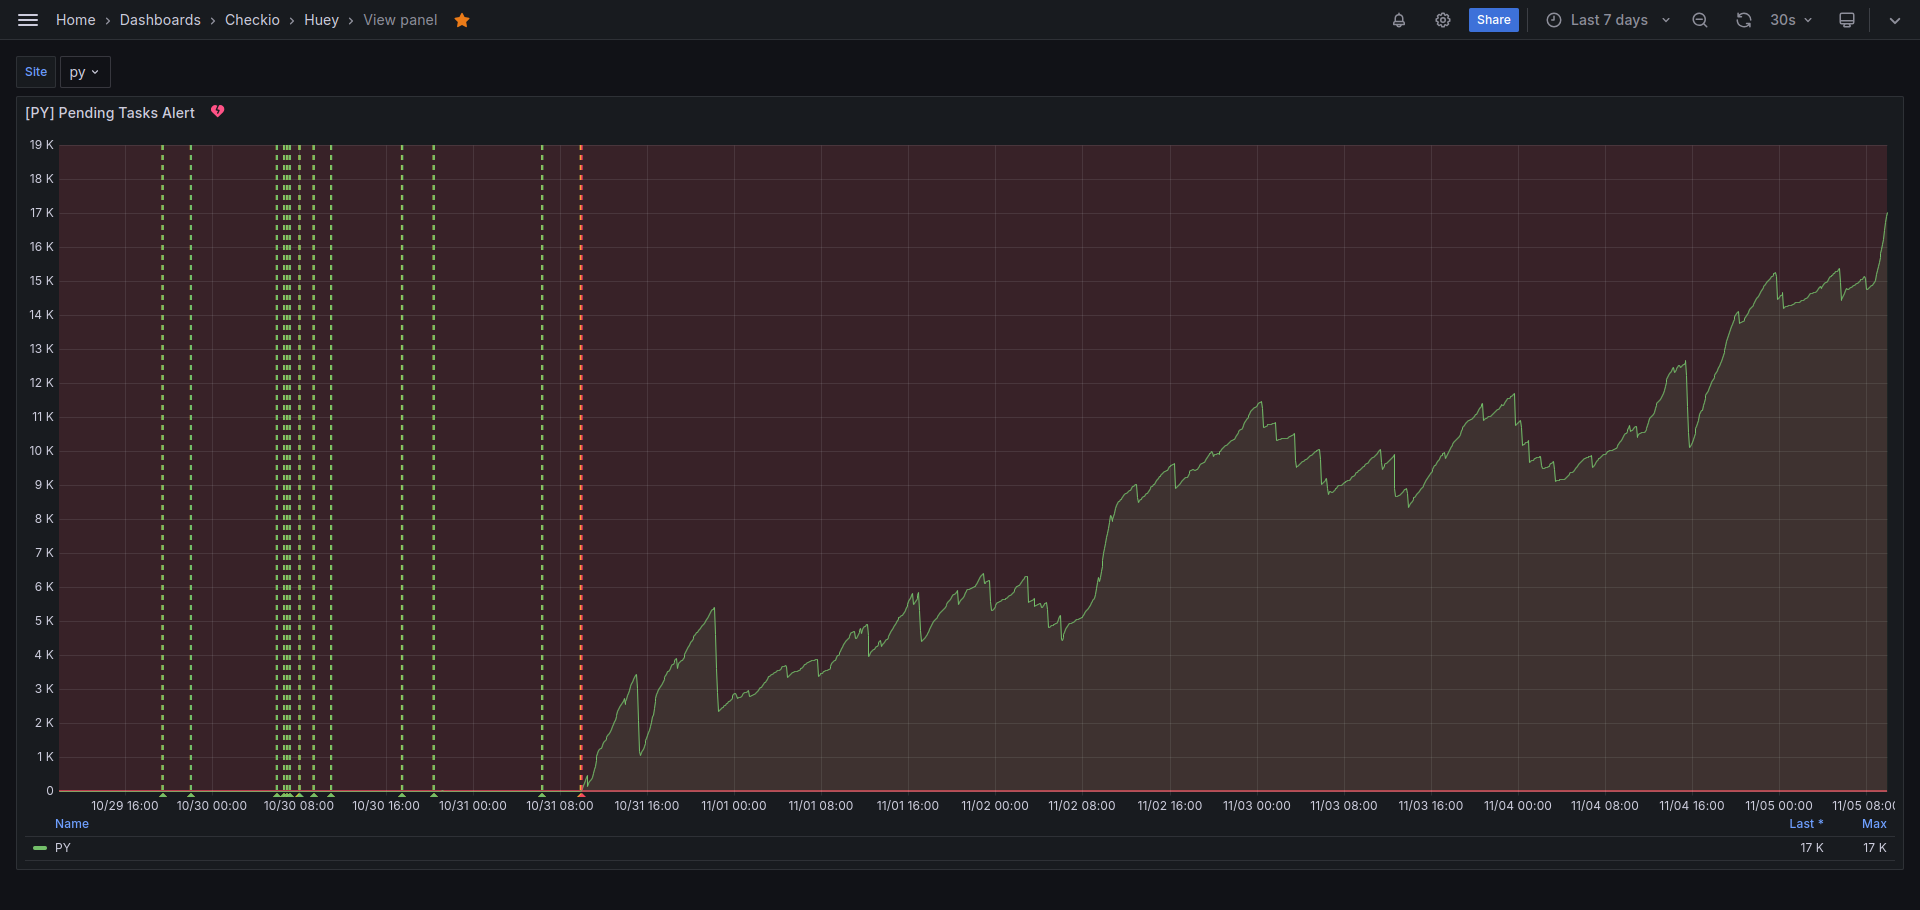 Home › Dashboards › Checkio › Huey › View panel
Share
Last 7 days
30s
Site
py
[PY] Pending Tasks Alert
19 K
18 K
17 K
16 K
15 K
14 K
13 K
12 K
11 K
10 K
9 K
8 K
7 K
6 K
5 K
4 K
3 K
2 K
1 K
0
10/29 16:00 10/30 00:00 10/30 08:00 10/30 16:00 10/31 00:00 10/31 08:00 10/31 16:00 11/01 00:00 11/01 08:00 11/01 16:00 11/02 00:00 11/02 08:00 11/02 16:00 11/03 00:00 11/03 08:00 11/03 16:00 11/04 00:00 11/04 08:00 11/04 16:00 11/05 00:00 11/05 08:00
Name Last * Max
PY 17 K 17 K